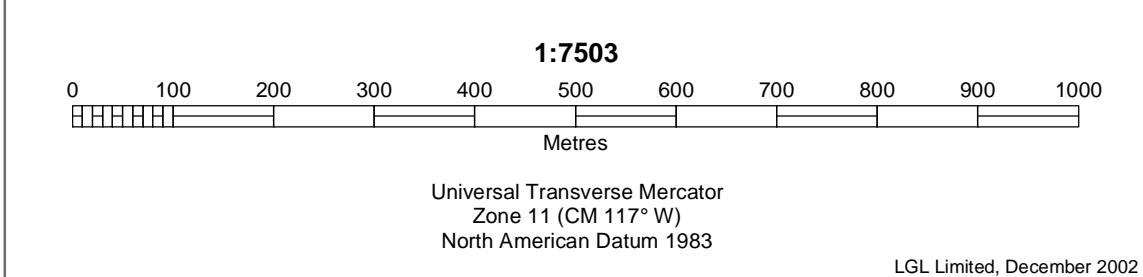 1:7503
0 100 200 300 400 500 600 700 800 900 1000
Metres
Universal Transverse Mercator
Zone 11 (CM 117° W)
North American Datum 1983
LGL Limited, December 2002